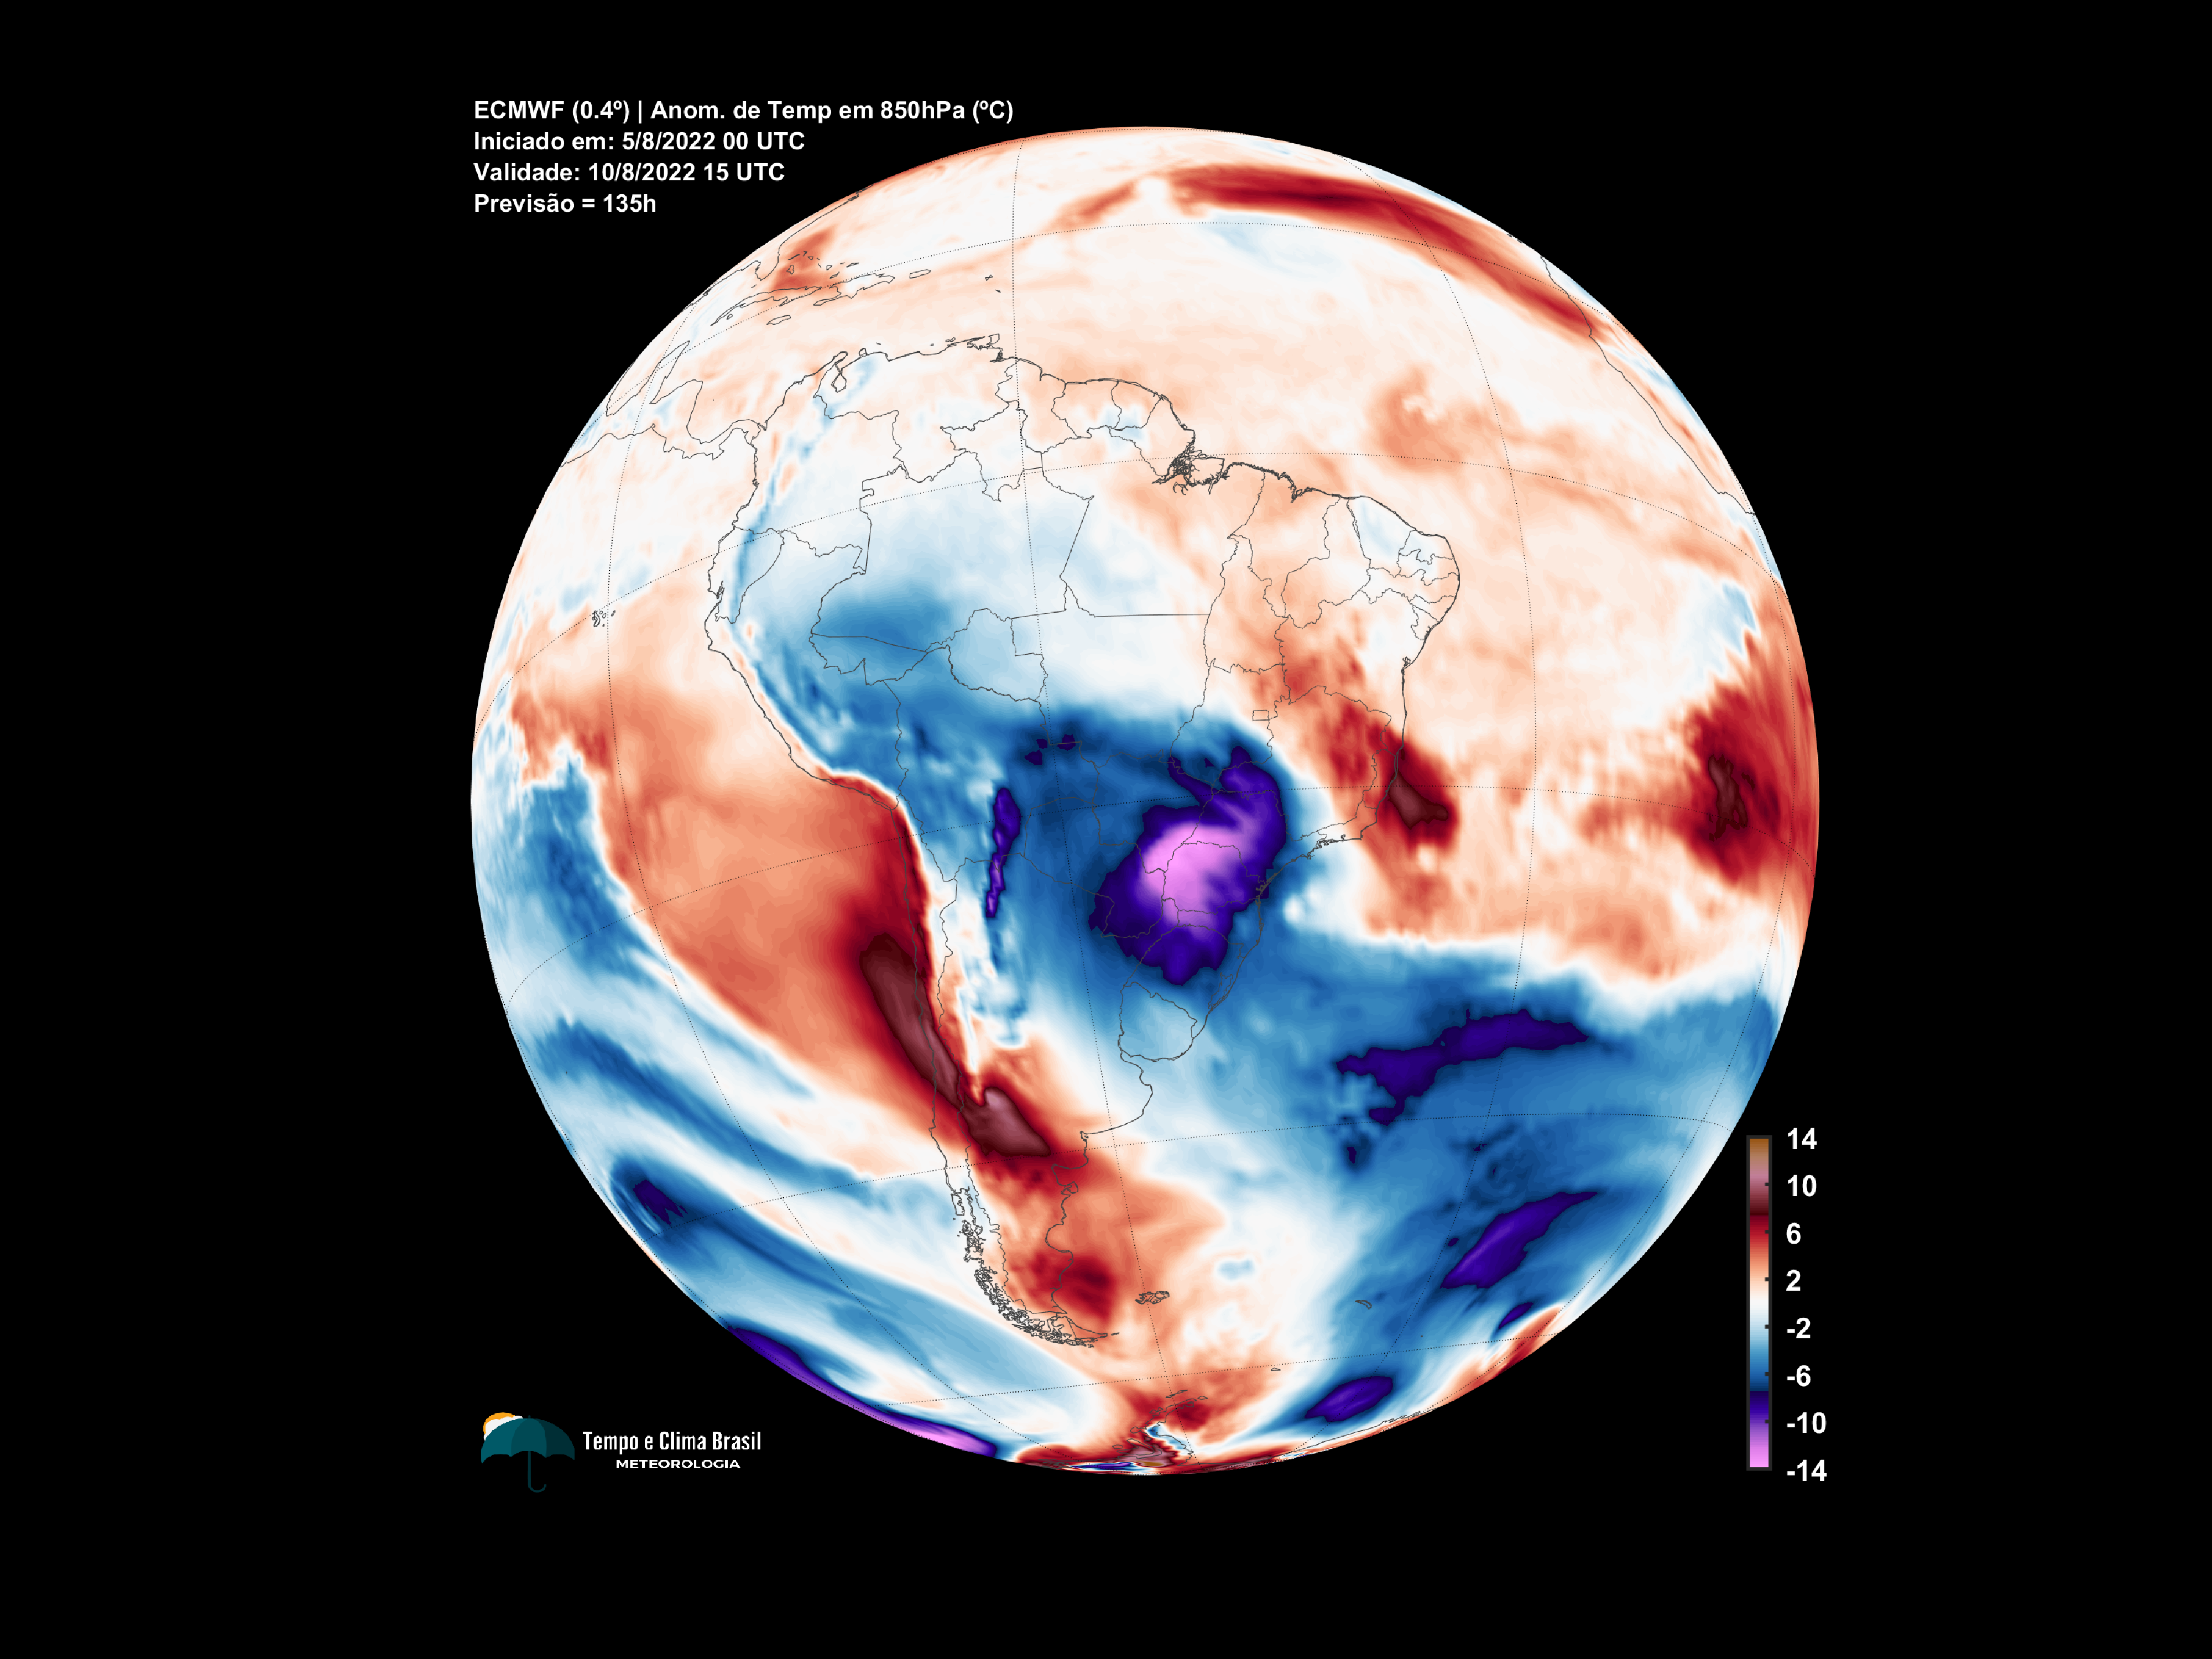 ECMWF (0.4º) | Anom. de Temp em 850hPa (ºC)
Iniciado em: 5/8/2022 00 UTC
Validade: 10/8/2022 15 UTC
Previsão = 135h
14
10
6
2
-2
-6
-10
-14
Tempo e Clima Brasil
METEOROLOGIA